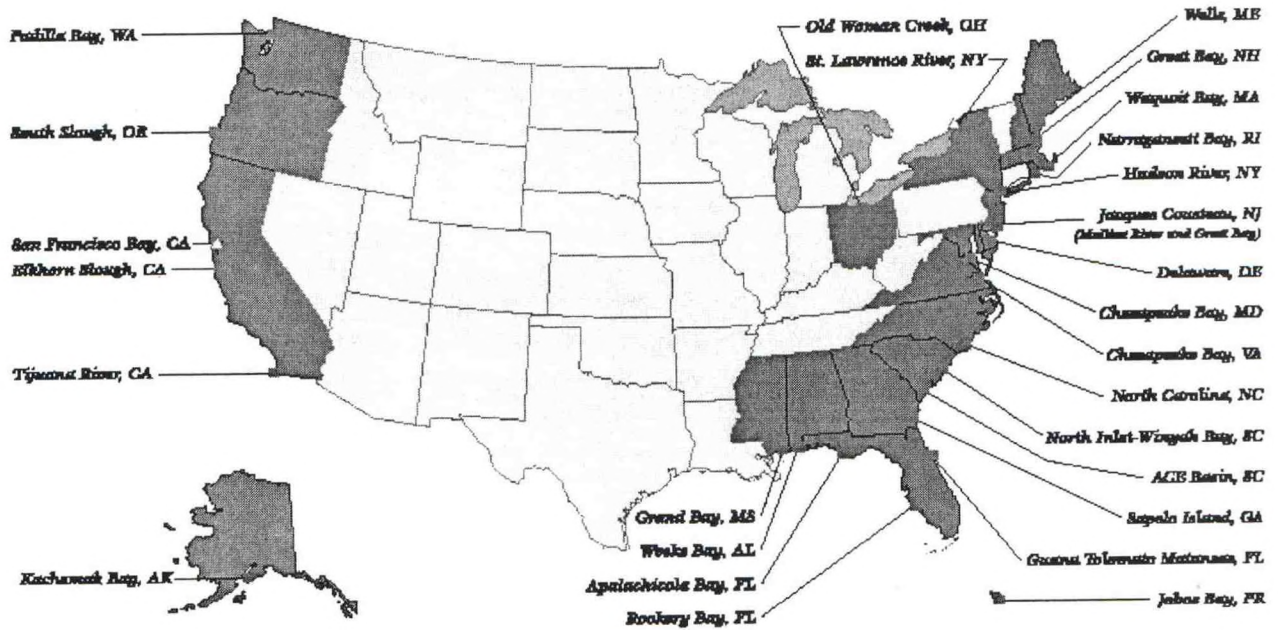 Padilla Bay, WA
South Slough, OR
San Francisco Bay, CA
Elkhorn Slough, CA
Tijuana River, CA
Kachemak Bay, AK
Old Woman Creek, OH
St. Lawrence River, NY
Wells, ME
Great Bay, NH
Waquoit Bay, MA
Narragansett Bay, RI
Hudson River, NY
Jacques Cousteau, NJ
(Mullica River and Great Bay)
Delaware, DE
Chesapeake Bay, MD
Chesapeake Bay, VA
North Carolina, NC
North Inlet-Winyah Bay, SC
ACE Basin, SC
Sapelo Island, GA
Guana Tolomato Matanzas, FL
Jobos Bay, PR
Grand Bay, MS
Weeks Bay, AL
Apalachicola Bay, FL
Rookery Bay, FL